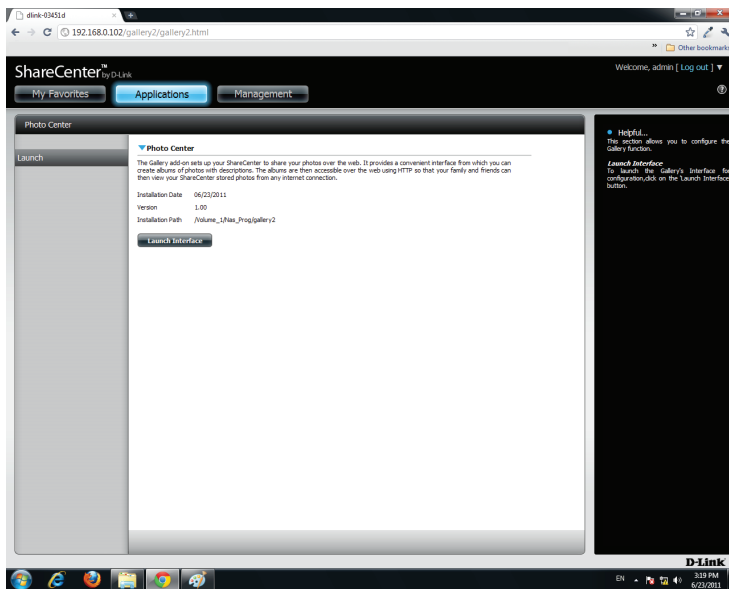 dlink-03451d
192.168.0.102/gallery2/gallery2.html
» Other bookmarks
ShareCenter™ by D-Link
Welcome, admin [ Log out ] ▼
My Favorites
Applications
Management
Photo Center
Launch
Photo Center
The Gallery add-on sets up your ShareCenter to share your photos over the web. It provides a convenient interface from which you can
create albums of photos with descriptions. The albums are then accessible over the web using HTTP so that your family and friends can
then view your ShareCenter stored photos from any internet connection.
Installation Date 06/23/2011
Version 1.00
Installation Path /Volume_1/Nas_Prog/gallery2
Launch Interface
Helpful...
This section allows you to configure the
Gallery function.
Launch Interface
To launch the Gallery's Interface for
configuration,click on the 'Launch Interface
button.
D-Link
EN
3:19 PM
6/23/2011